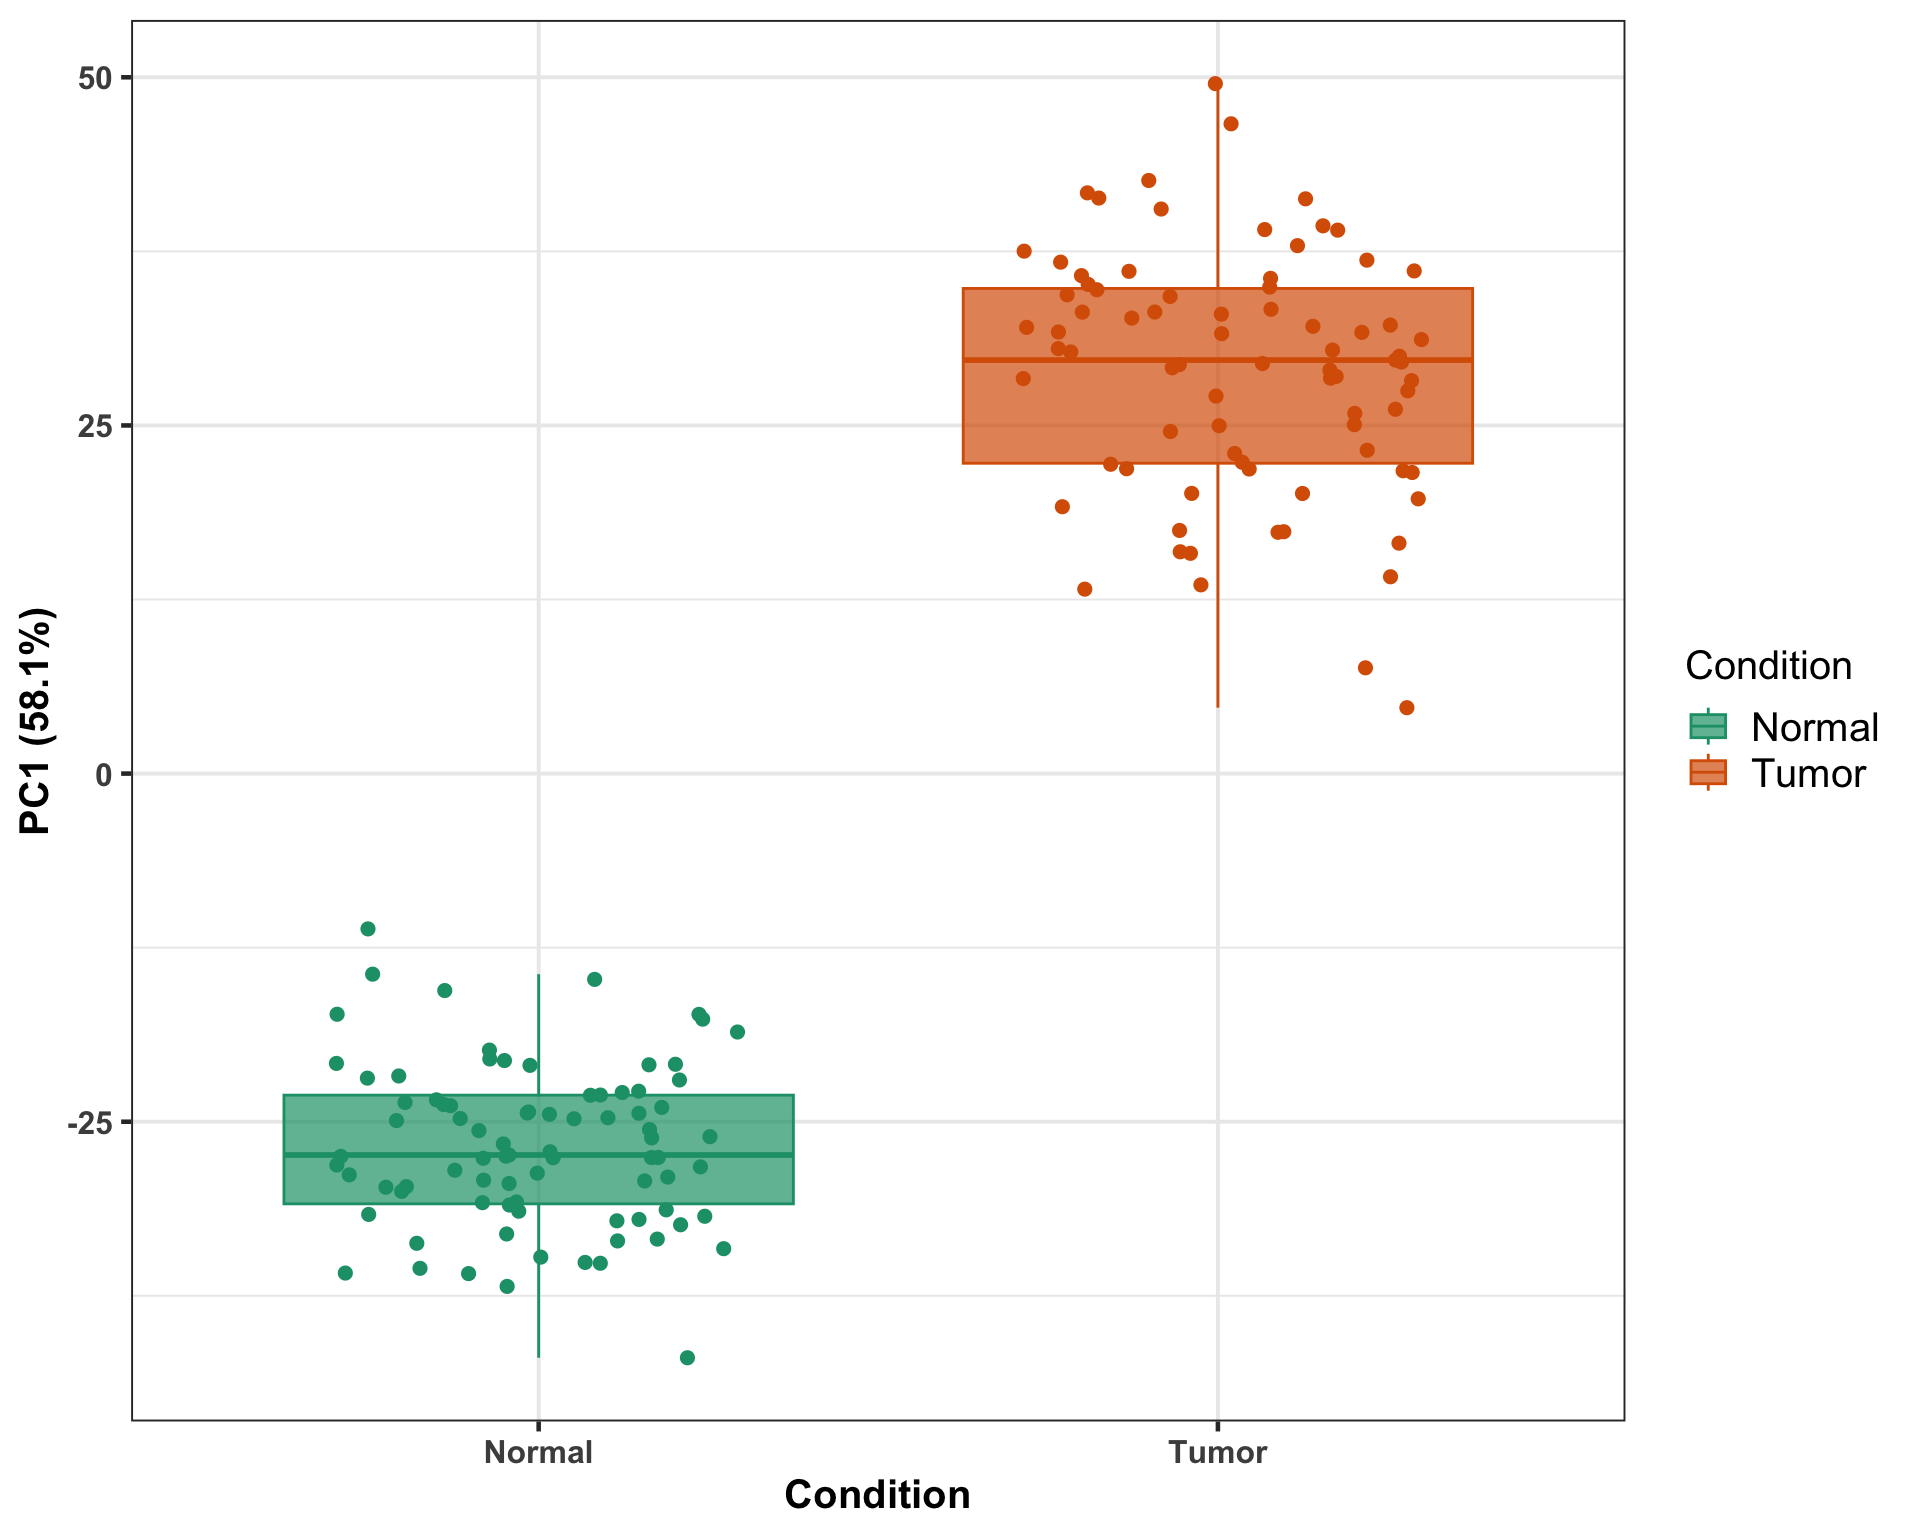 50
25
0
-25
PC1 (58.1%)
Normal
Tumor
Condition
Condition
Normal
Tumor